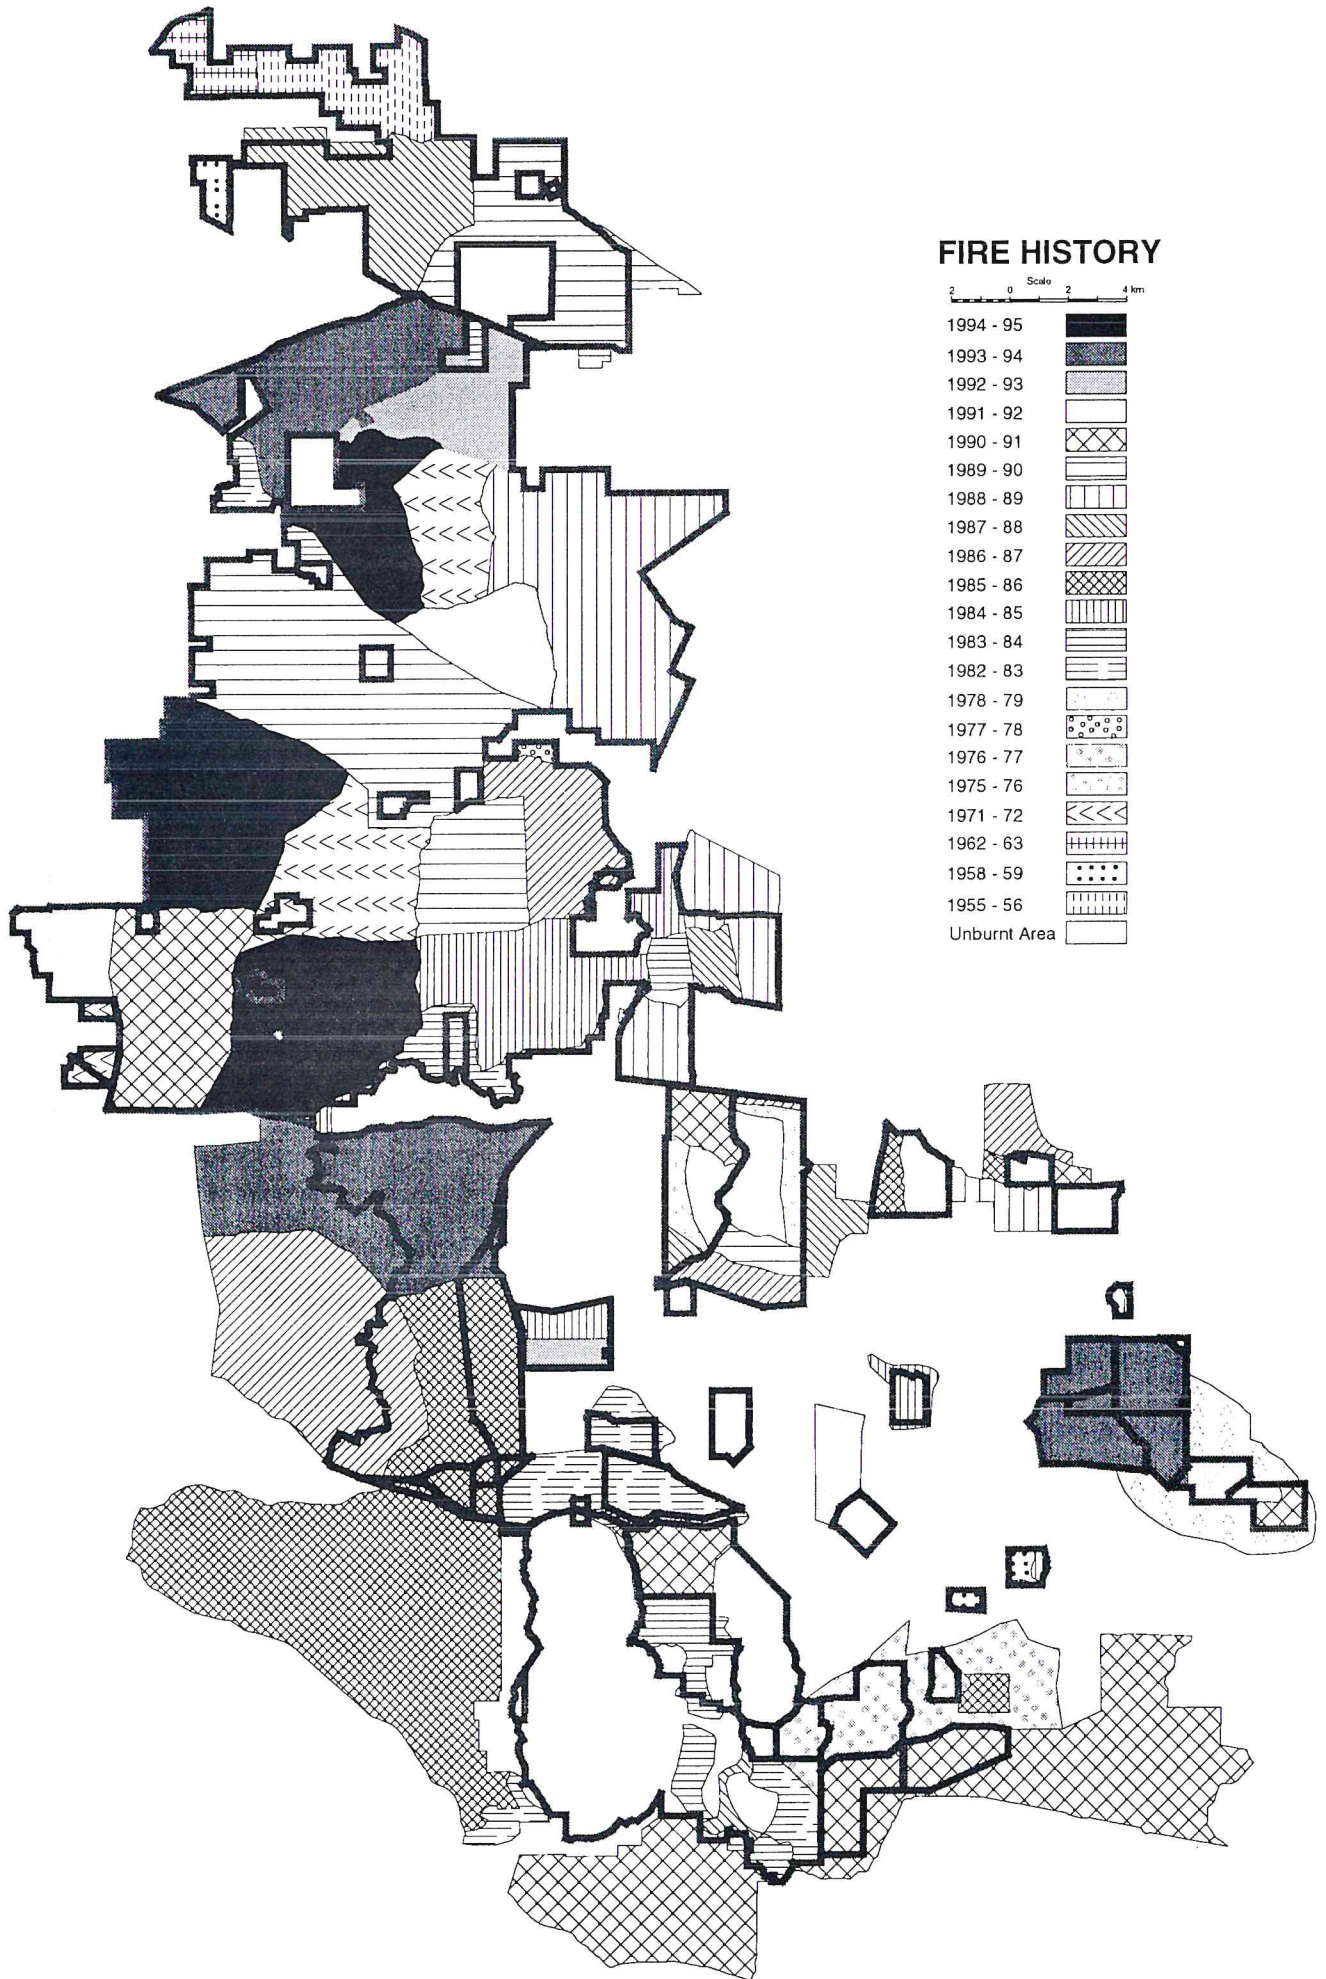 FIRE HISTORY
Scale
2 0 2 4 km
1994 - 95
1993 - 94
1992 - 93
1991 - 92
1990 - 91
1989 - 90
1988 - 89
1987 - 88
1986 - 87
1985 - 86
1984 - 85
1983 - 84
1982 - 83
1978 - 79
1977 - 78
1976 - 77
1975 - 76
1971 - 72
1962 - 63
1958 - 59
1955 - 56
Unburnt Area